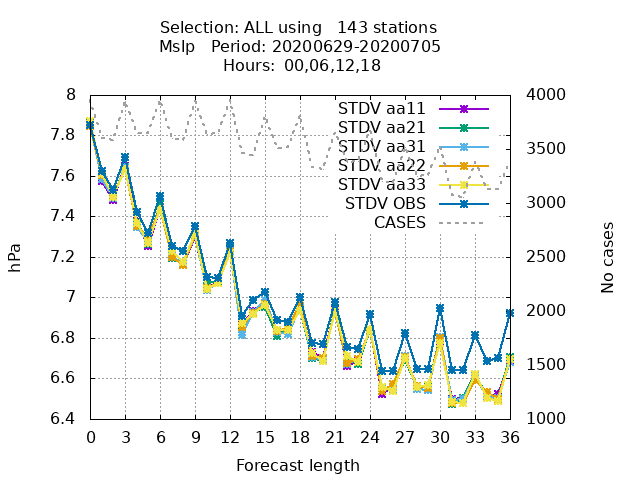 Selection: ALL using   143 stations
Mslp   Period: 20200629-20200705
Hours:  00,06,12,18
8
7.8
7.6
7.4
7.2
7
6.8
6.6
6.4
hPa
STDV aa11
STDV aa21
STDV aa31
STDV aa22
STDV aa33
STDV OBS
CASES
4000
3500
3000
2500
2000
1500
1000
No cases
0 3 6 9 12 15 18 21 24 27 30 33 36
Forecast length